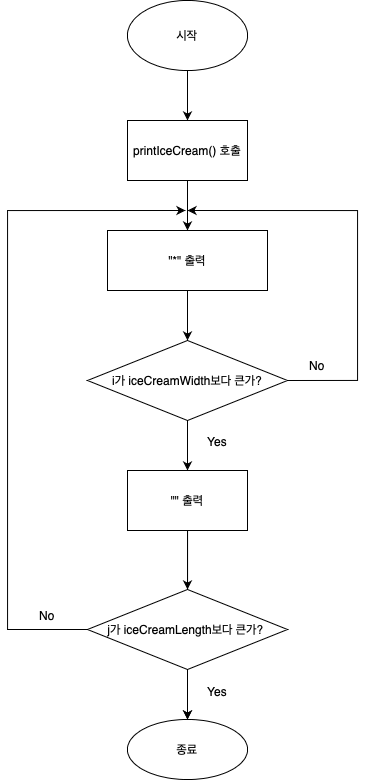 시작
printIceCream() 호출
"*" 출력
i가 iceCreamWidth보다 큰가?
No
Yes
"" 출력
j가 iceCreamLength보다 큰가?
No
Yes
종료